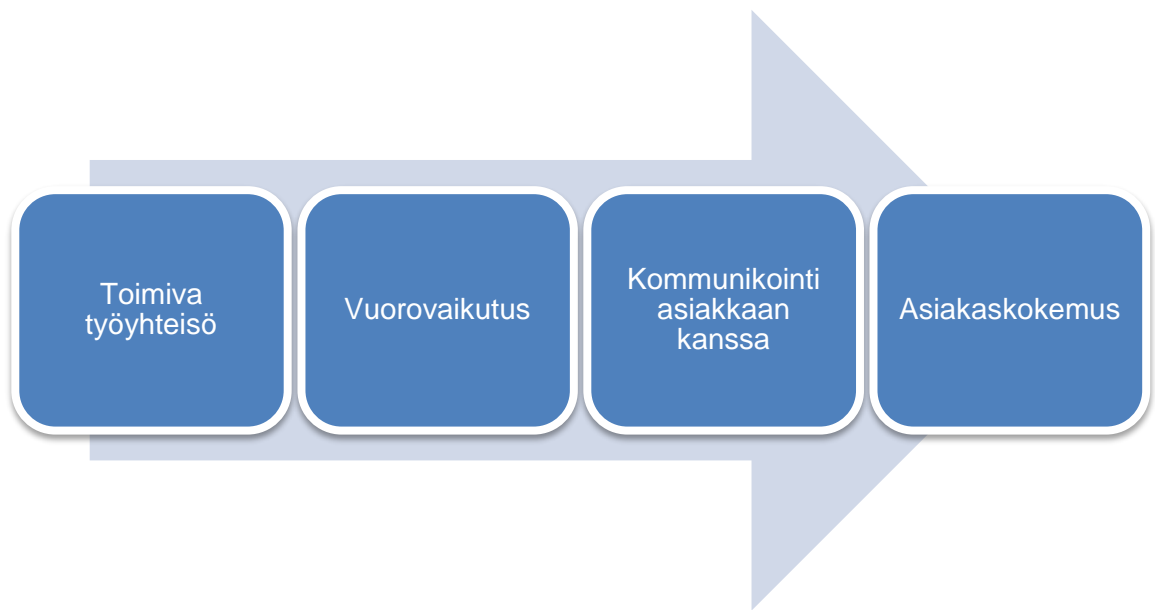 Toimiva
työyhteisö
Vuorovaikutus
Kommunikointi
asiakkaan
kanssa
Asiakaskokemus